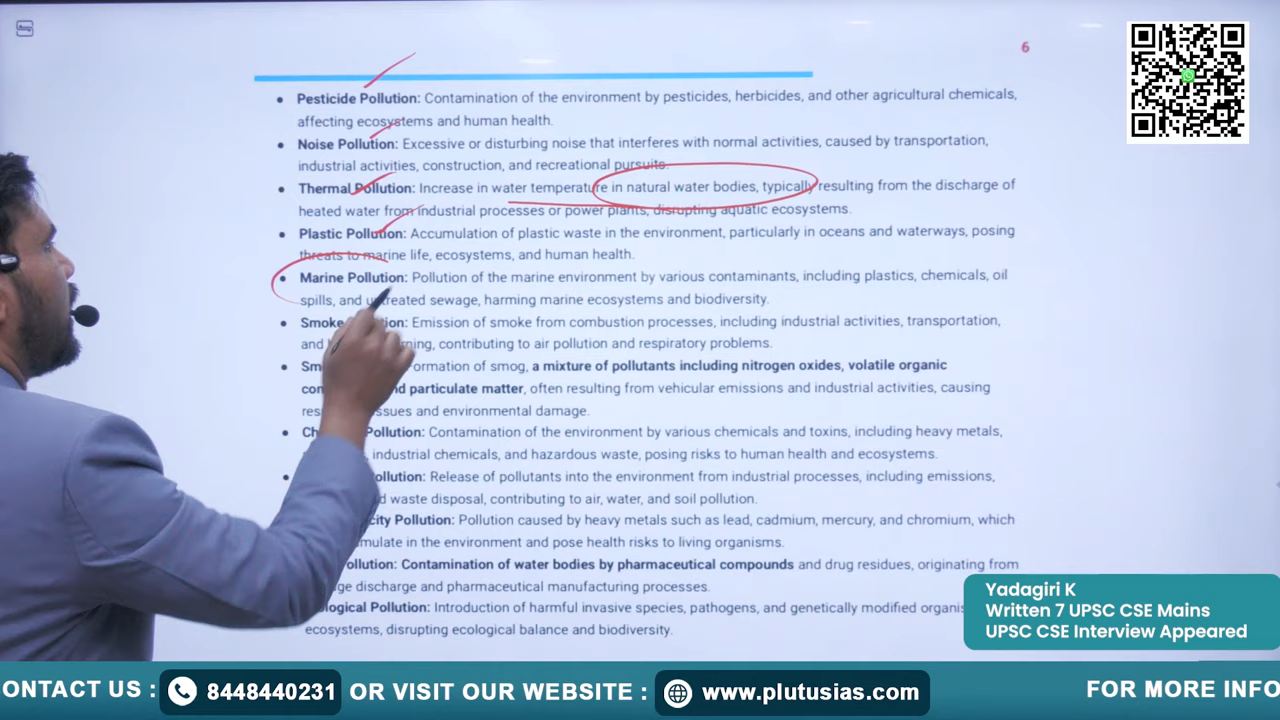 6
Pesticide Pollution: Contamination of the environment by pesticides, herbicides, and other agricultural chemicals,
affecting ecosystems and human health.
Noise Pollution: Excessive or disturbing noise that interferes with normal activities, caused by transportation,
industrial activities, construction, and recreational pursuits.
Thermal Pollution: Increase in water temperature in natural water bodies, typically resulting from the discharge of
heated water from industrial processes or power plants, disrupting aquatic ecosystems.
Plastic Pollution: Accumulation of plastic waste in the environment, particularly in oceans and waterways, posing
threats to marine life, ecosystems, and human health.
Marine Pollution: Pollution of the marine environment by various contaminants, including plastics, chemicals, oil
spills, and untreated sewage, harming marine ecosystems and biodiversity.
Smoke Emission of smoke from combustion processes, including industrial activities, transportation,
and contributing to air pollution and respiratory problems.
of smog, a mixture of pollutants including nitrogen oxides, volatile organic
and particulate matter, often resulting from vehicular emissions and industrial activities, causing
and environmental damage.
Pollution: Contamination of the environment by various chemicals and toxins, including heavy metals,
industrial chemicals, and hazardous waste, posing risks to human health and ecosystems.
Release of pollutants into the environment from industrial processes, including emissions,
waste disposal, contributing to air, water, and soil pollution.
Pollution: Pollution caused by heavy metals such as lead, cadmium, mercury, and chromium, which
in the environment and pose health risks to living organisms.
Contamination of water bodies by pharmaceutical compounds and drug residues, originating from
discharge and pharmaceutical manufacturing processes.
Pollution: Introduction of harmful invasive species, pathogens, and genetically modified
ecosystems, disrupting ecological balance and biodiversity.
Yadagiri K
Written 7 UPSC CSE Mains
UPSC CSE Interview Appeared
ONTACT US : 8448440231 OR VISIT OUR WEBSITE : www.plutusias.com FOR MORE INFO